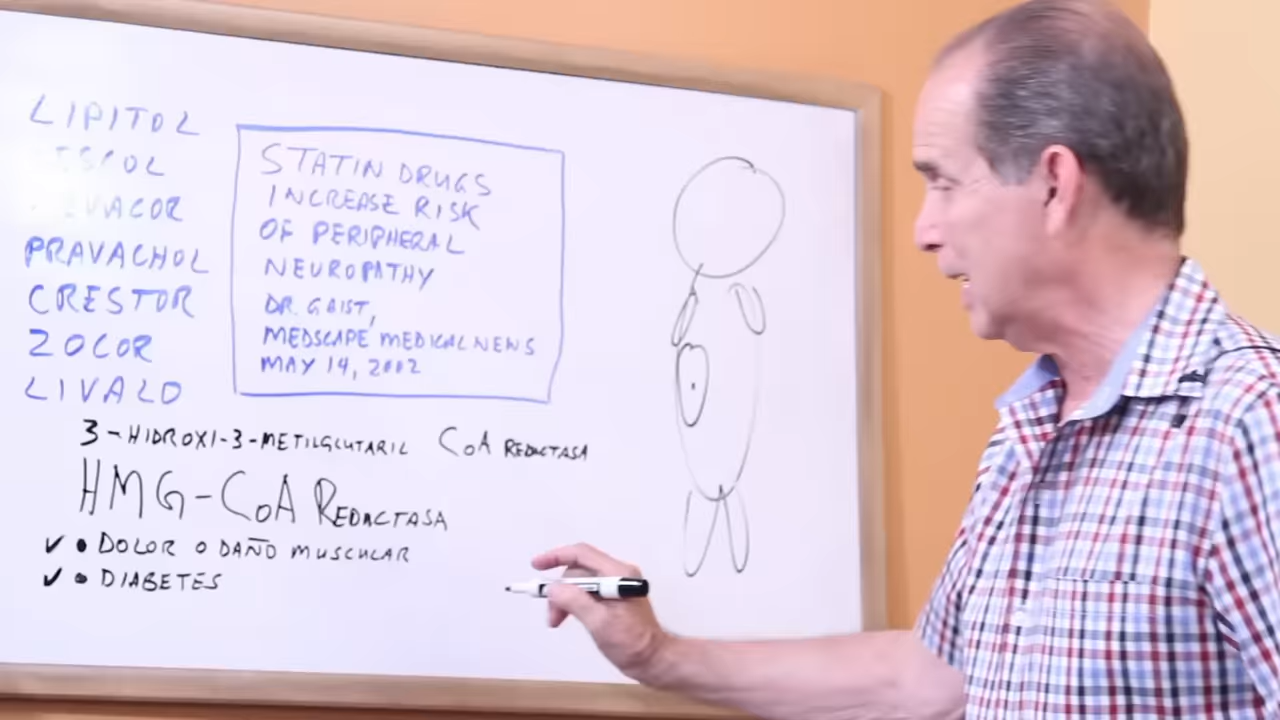 LIPITOL
PRAVACHOL
CRESTOR
ZOCOR
LIVALO
STATIN DRUGS
INCREASE RISK
OF PERIPHERAL
NEUROPATHY
DR. GAIST,
MEDSCAPE MEDICAL NEWS
MAY 14, 2002
3-HIDROXI-3-METILGLUTARIL CoA REDUCTASA
HMG-CoA REDUCTASA
✓ • DOLOR O DAÑO MUSCULAR
✓ • DIABETES